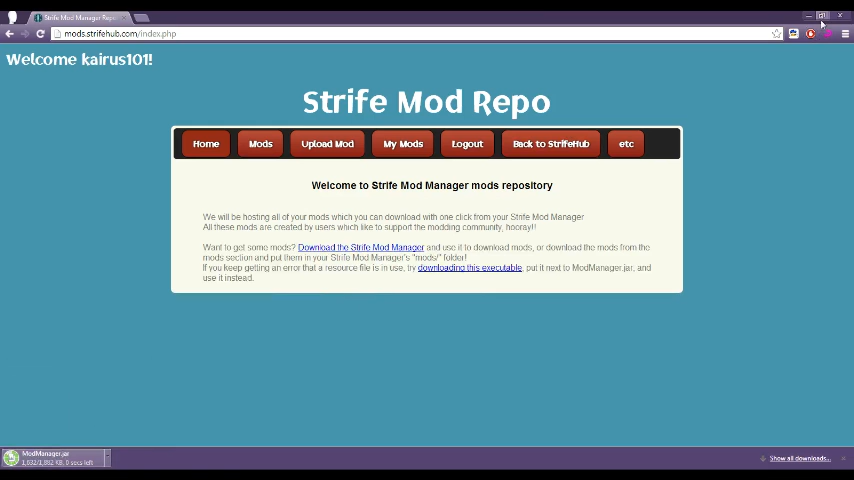 Strife Mod Manager Repo
mods.strifehub.com/index.php
Welcome kairus101!
Strife Mod Repo
Home Mods Upload Mod My Mods Logout Back to StrifeHub etc
Welcome to Strife Mod Manager mods repository
We will be hosting all of your mods which you can download with one click from your Strife Mod Manager
All these mods are created by users which like to support the modding community, hooray!!
Want to get some mods? Download the Strife Mod Manager and use it to download mods, or download the mods from the
mods section and put them in your Strife Mod Manager's "mods/" folder!
If you keep getting an error that a resource file is in use, try downloading this executable, put it next to ModManager.jar, and
use it instead.
ModManager.jar
KB, 0 secs left
Show all downloads...